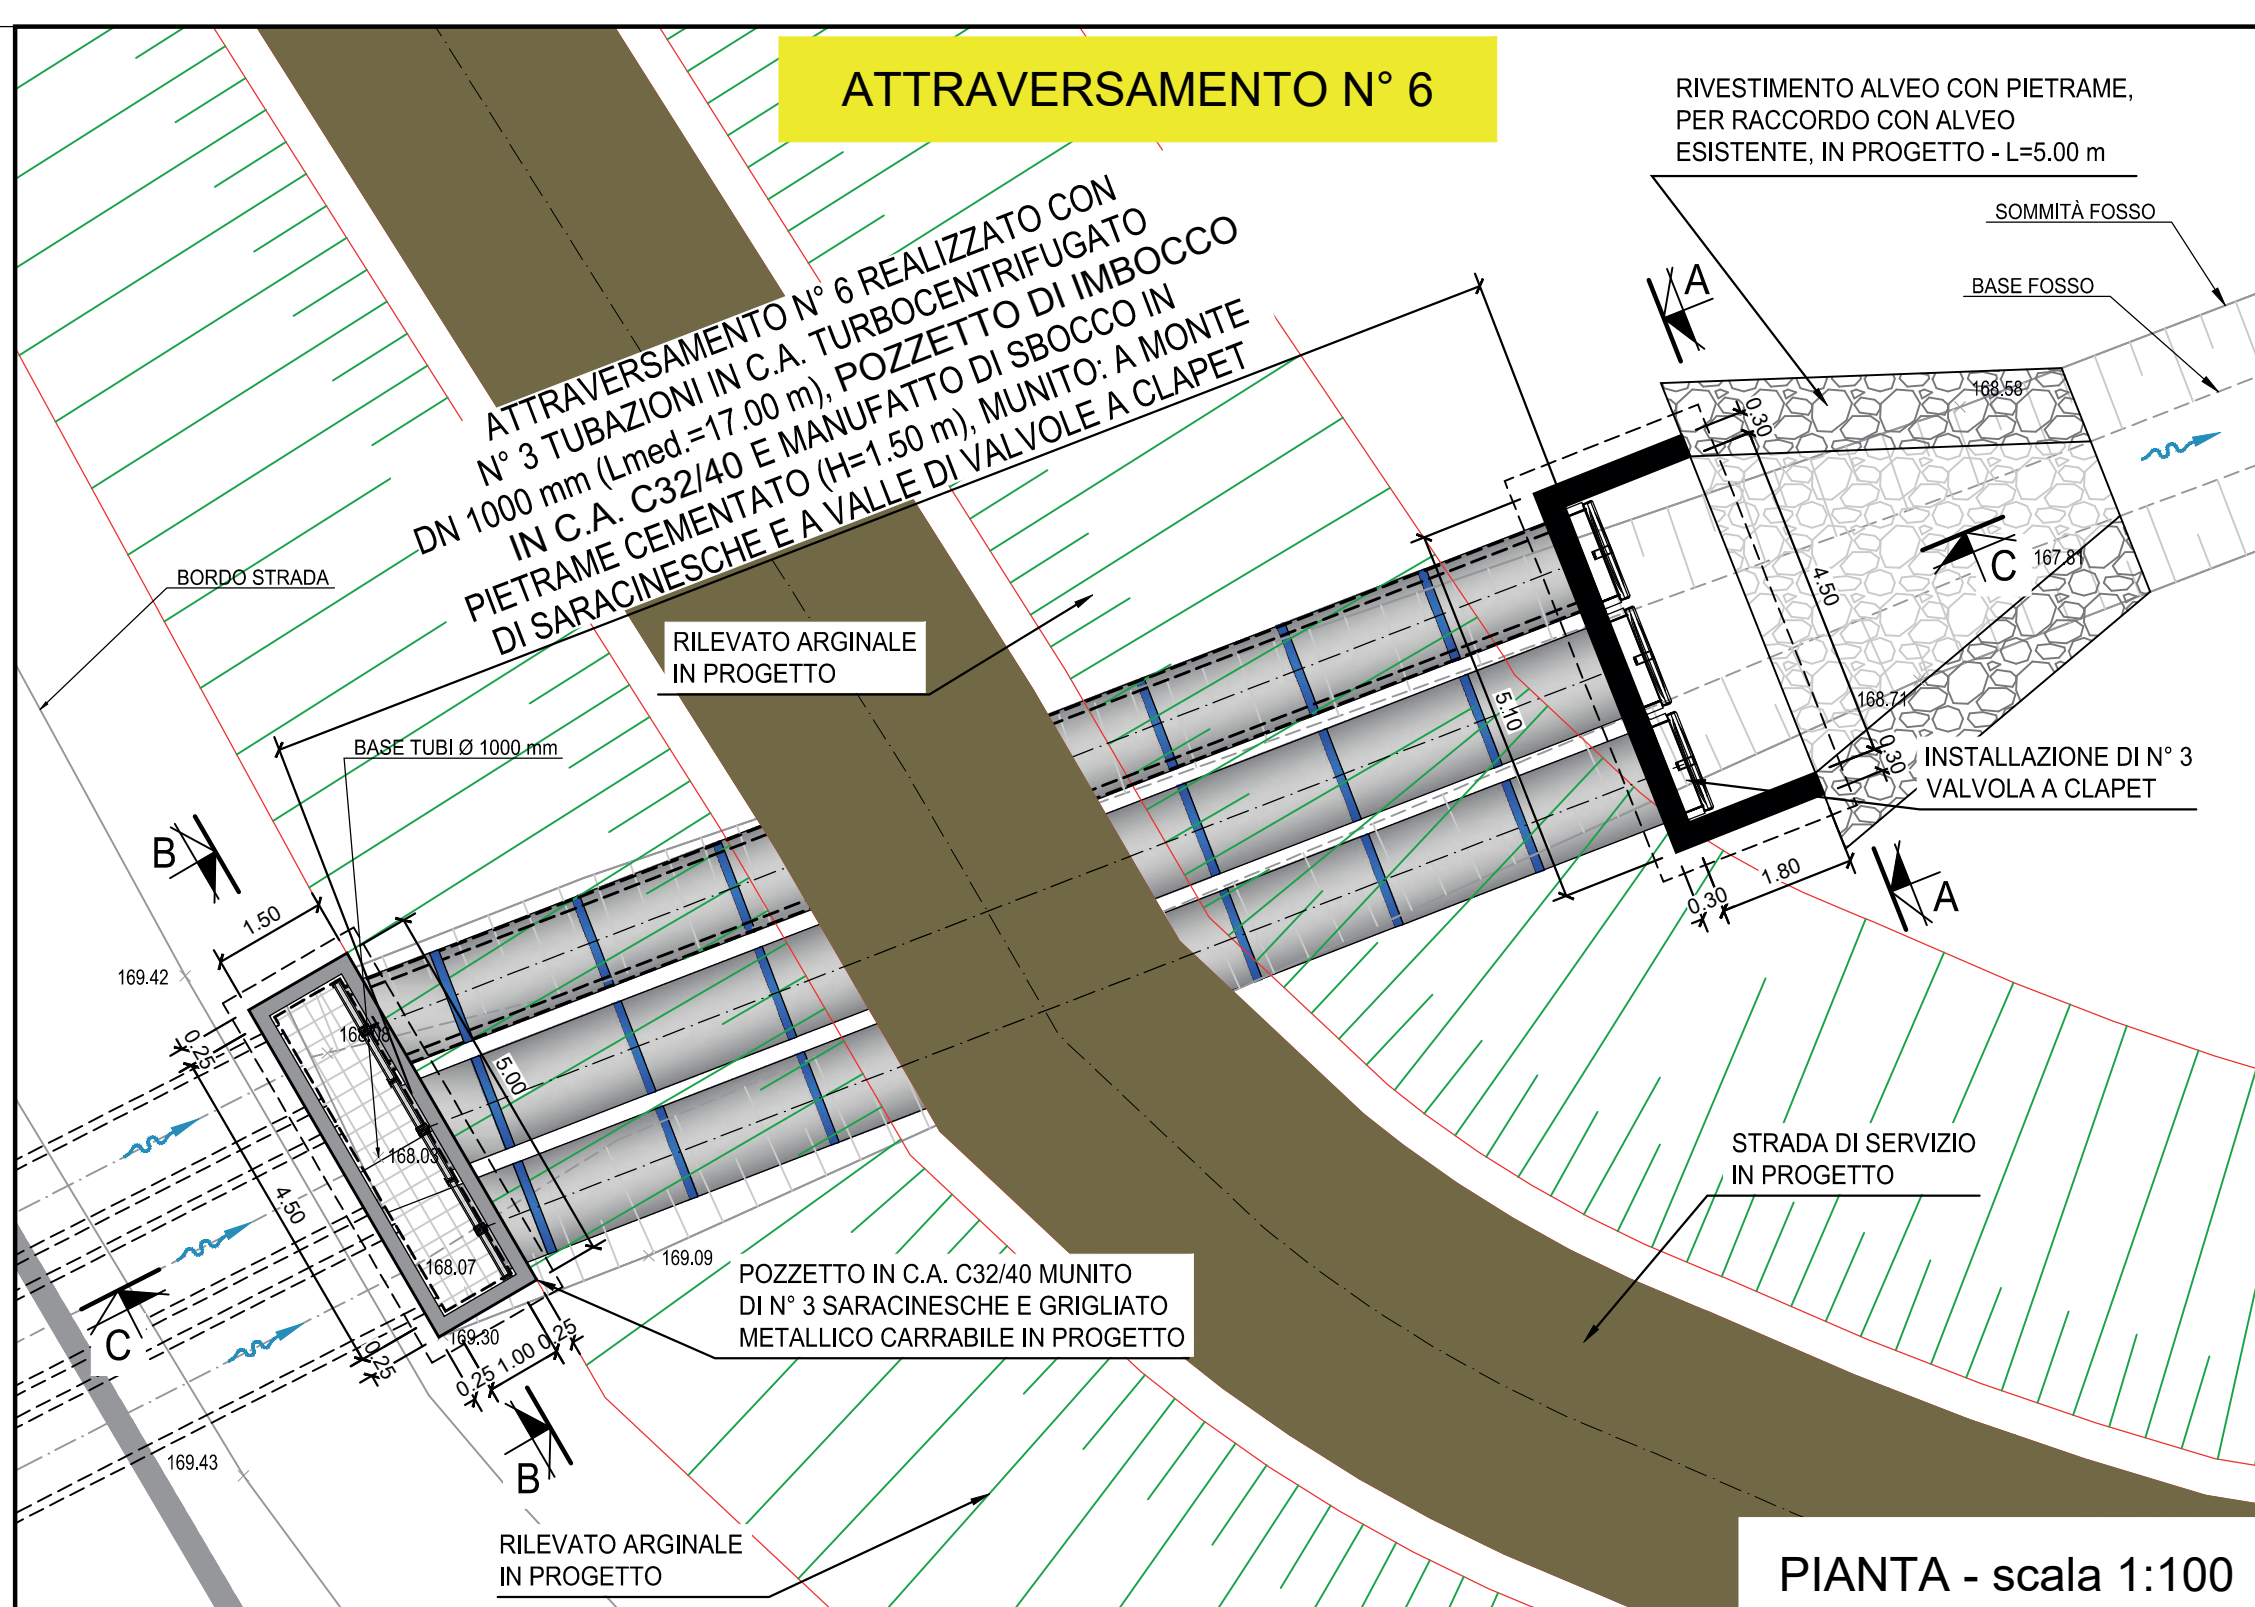 ATTRAVERSAMENTO N° 6
RIVESTIMENTO ALVEO CON PIETRAME,
PER RACCORDO CON ALVEO
ESISTENTE, IN PROGETTO - L=5.00 m
SOMMITÀ FOSSO
BASE FOSSO
ATTRAVERSAMENTO N° 6 REALIZZATO CON
N° 3 TUBAZIONI IN C.A. TURBOCENTRIFUGATO
DN 1000 mm (Lmed.=17.00 m), POZZETTO DI IMBOCCO
IN C.A. C32/40 E MANUFATTO DI SBOCCO IN
PIETRAME CEMENTATO (H=1.50 m), MUNITO: A MONTE
DI SARACINESCHE E A VALLE DI VALVOLE A CLAPET
A
168.58
0.30
C
167.81
4.50
BORDO STRADA
RILEVATO ARGINALE
IN PROGETTO
5.10
168.71
0.30
INSTALLAZIONE DI N° 3
VALVOLA A CLAPET
BASE TUBI Ø 1000 mm
B
1.80
0.30
A
1.50
169.42
168.08
0.25
5.00
168.03
4.50
STRADA DI SERVIZIO
IN PROGETTO
168.07
169.09
POZZETTO IN C.A. C32/40 MUNITO
DI N° 3 SARACINESCHE E GRIGLIATO
METALLICO CARRABILE IN PROGETTO
C
169.30
0.25
0.25 1.00 0.25
169.43
B
RILEVATO ARGINALE
IN PROGETTO
PIANTA - scala 1:100